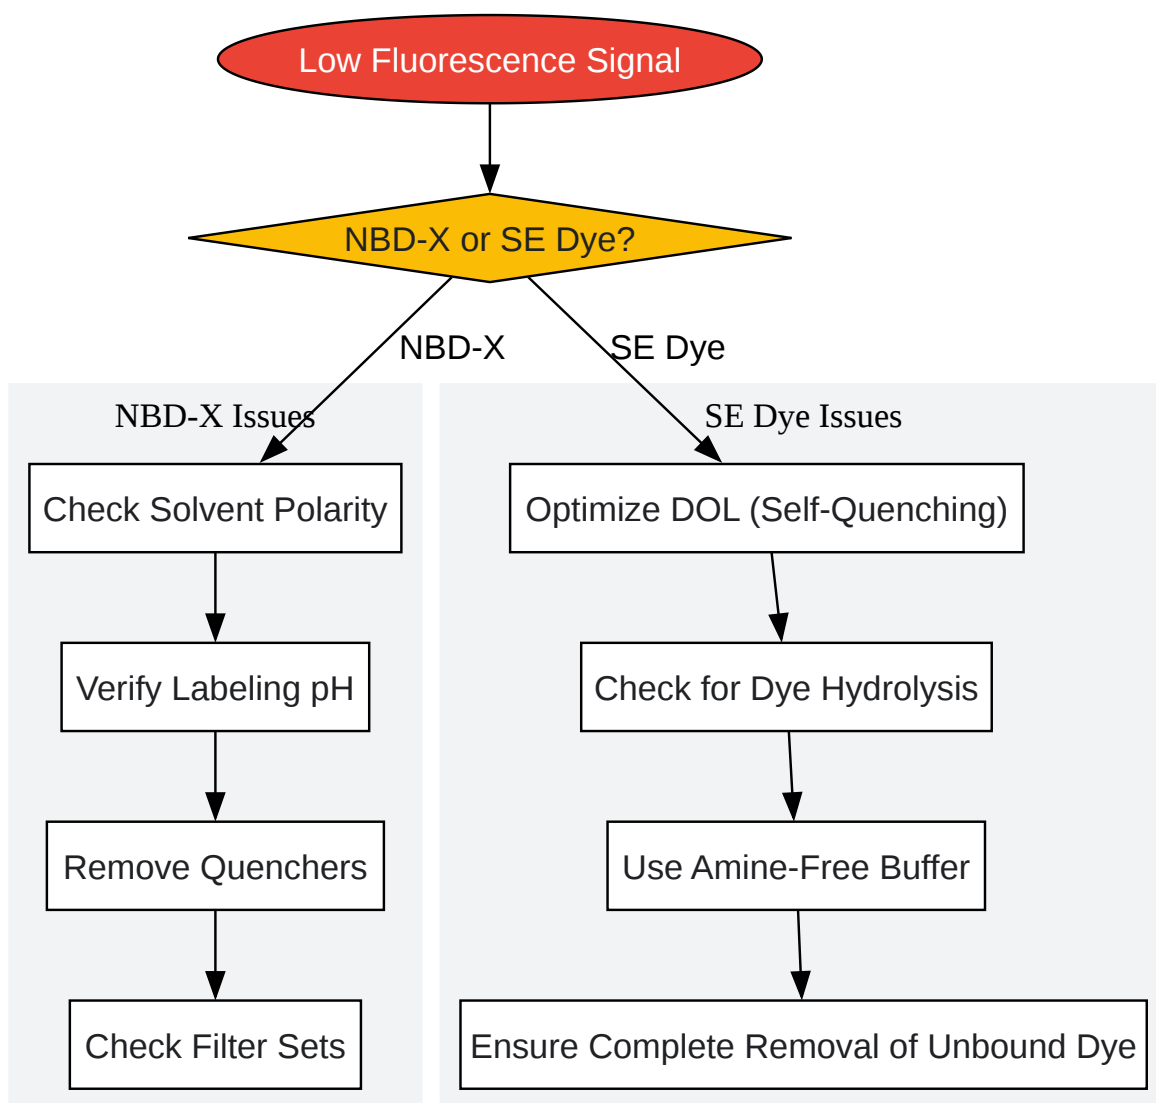 Low Fluorescence Signal
NBD-X or SE Dye?
NBD-X
SE Dye
NBD-X Issues
SE Dye Issues
Check Solvent Polarity
Optimize DOL (Self-Quenching)
Verify Labeling pH
Check for Dye Hydrolysis
Remove Quenchers
Use Amine-Free Buffer
Check Filter Sets
Ensure Complete Removal of Unbound Dye